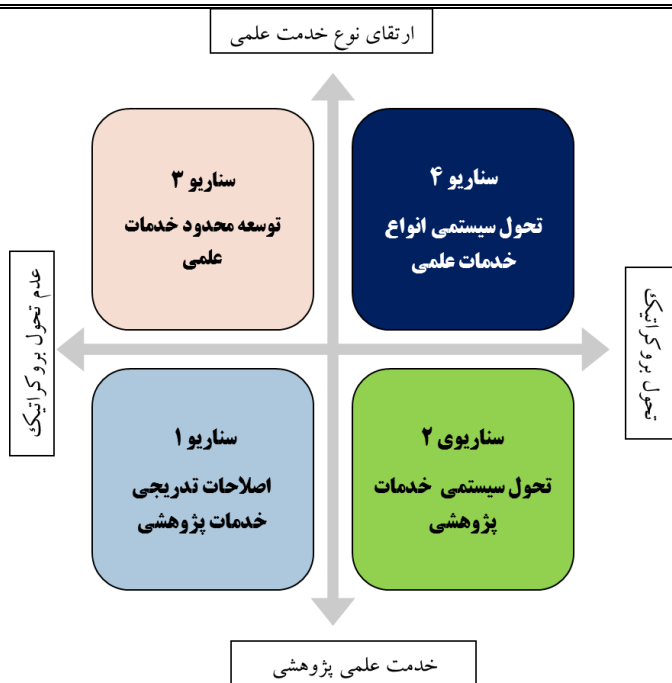 ارتقای نوع خدمت علمی
سناریو ۴
تحول سیستمی انواع
خدمات علمی
سناریو ۳
توسعه محدود خدمات
علمی
تحول بروکراتیک
عدم تحول بروکراتیک
سناریوی ۲
تحول سیستمی خدمات
پژوهشی
سناریو ۱
اصلاحات تدریجی
خدمات پژوهشی
خدمت علمی پژوهشی